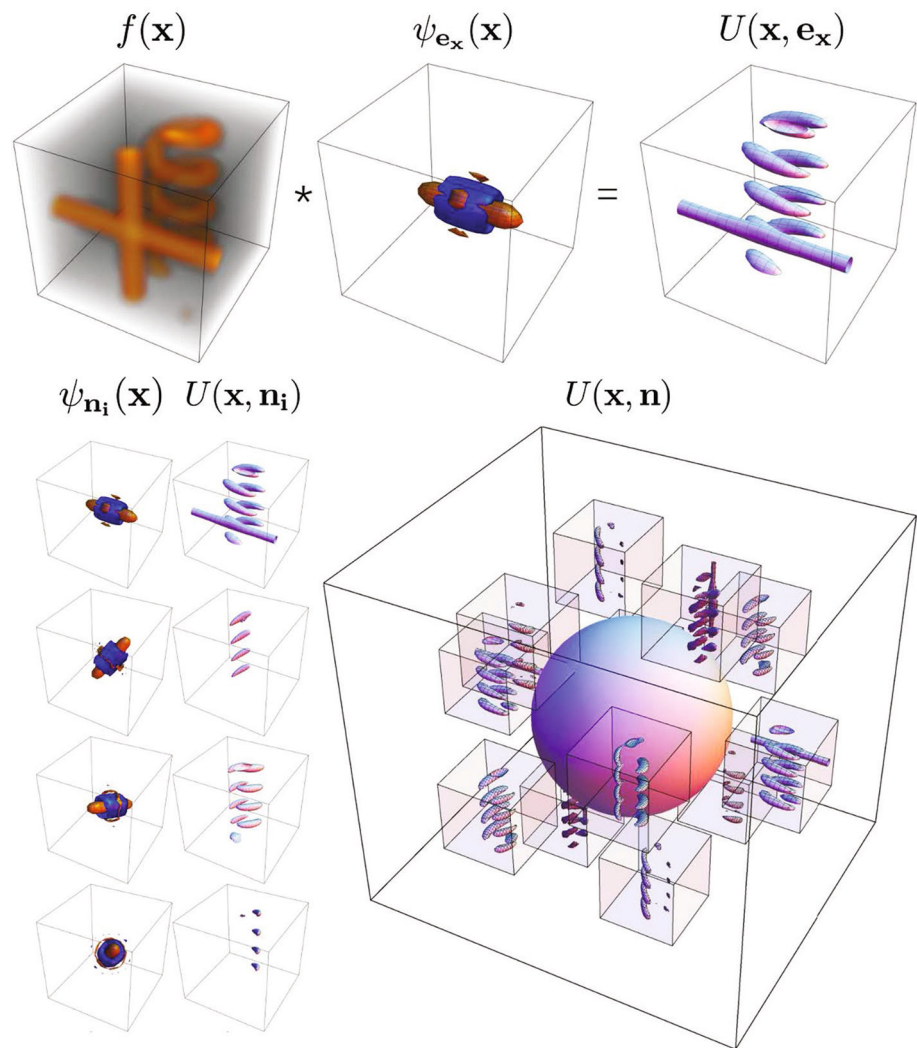 f(x) ψ_{e_x}(x) U(x, e_x)
⋆ =
ψ_{n_i}(x) U(x, n_i) U(x, n)